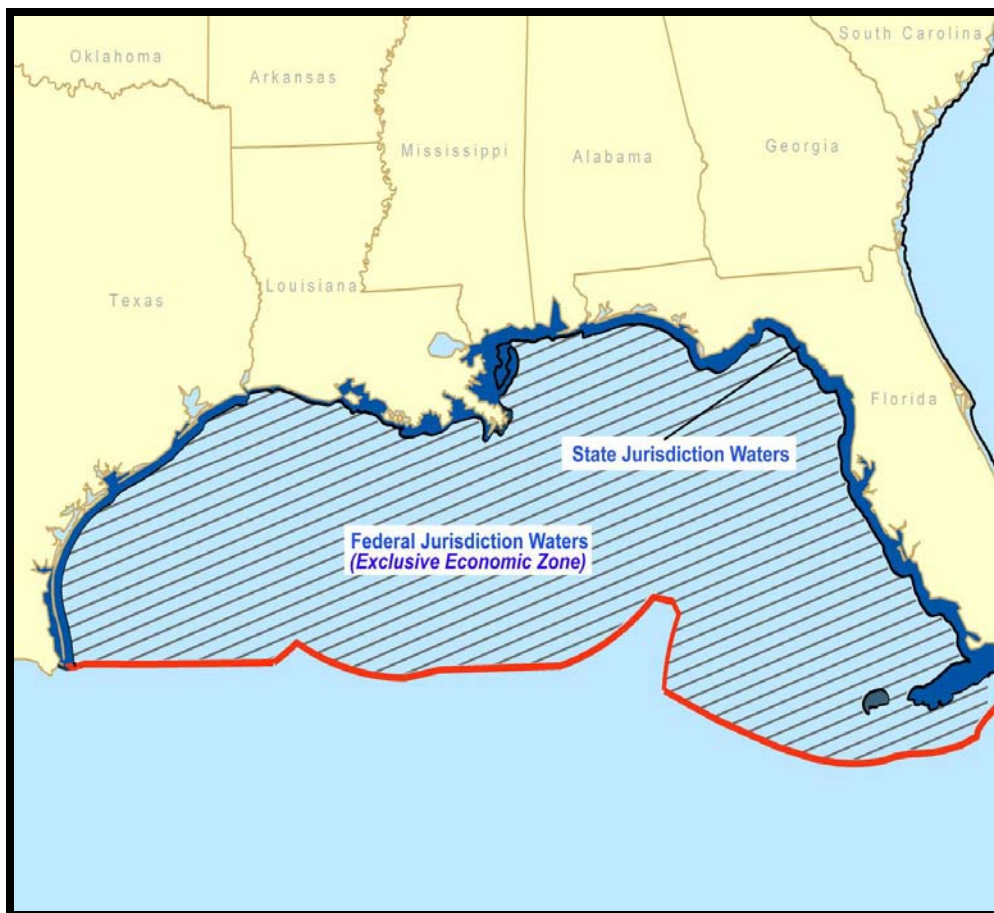 South Carolina
Oklahoma
Arkansas
Mississippi
Alabama
Georgia
Louisiana
Texas
Florida
State Jurisdiction Waters
Federal Jurisdiction Waters
(Exclusive Economic Zone)